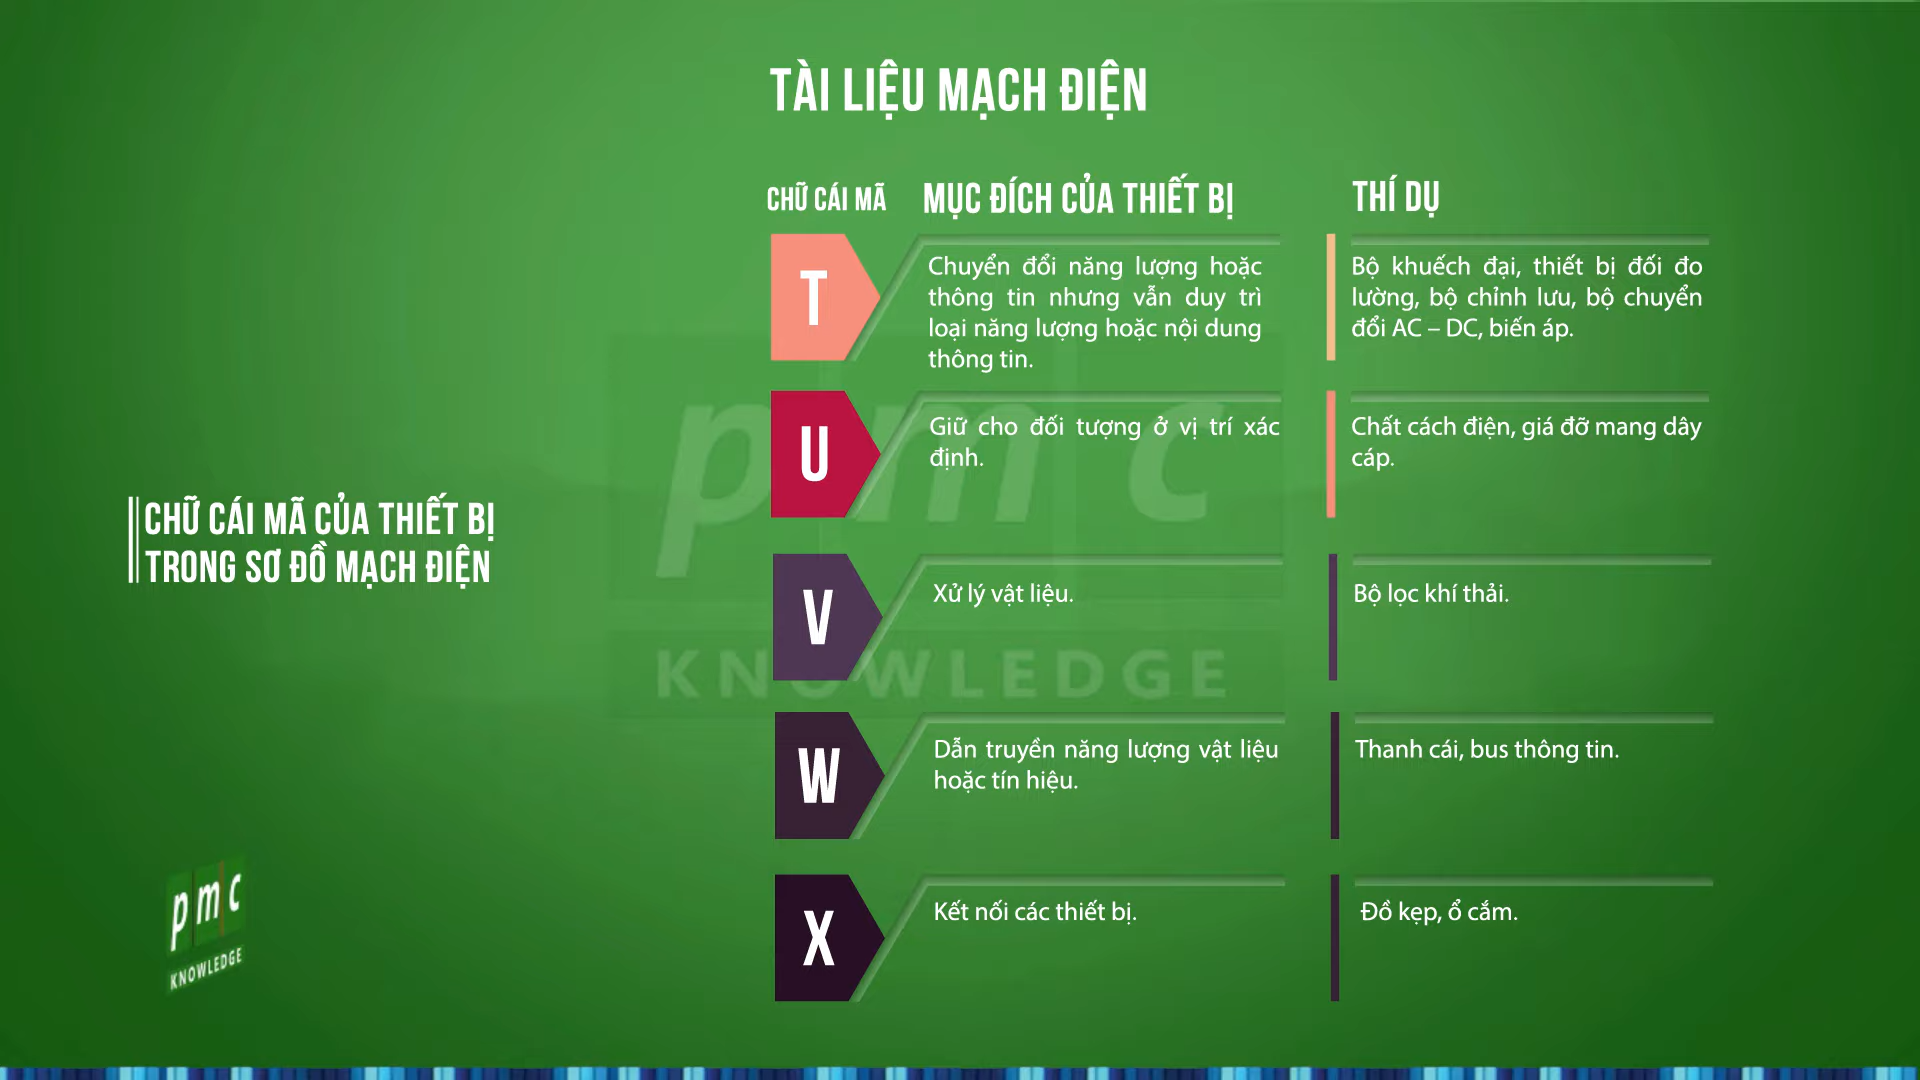 TÀI LIỆU MẠCH ĐIỆN
CHỮ CÁI MÃ MỤC ĐÍCH CỦA THIẾT BỊ THÍ DỤ
T
Chuyển đổi năng lượng hoặc
thông tin nhưng vẫn duy trì
loại năng lượng hoặc nội dung
thông tin.
Bộ khuếch đại, thiết bị đối đo
lường, bộ chỉnh lưu, bộ chuyển
đổi AC – DC, biến áp.
U
Giữ cho đối tượng ở vị trí xác
định.
Chất cách điện, giá đỡ mang dây
cáp.
V
Xử lý vật liệu.
Bộ lọc khí thải.
W
Dẫn truyền năng lượng vật liệu
hoặc tín hiệu.
Thanh cái, bus thông tin.
X
Kết nối các thiết bị.
Đồ kẹp, ổ cắm.
CHỮ CÁI MÃ CỦA THIẾT BỊ
TRONG SƠ ĐỒ MẠCH ĐIỆN
pmc
KNOWLEDGE
pmc
KNOWLEDGE